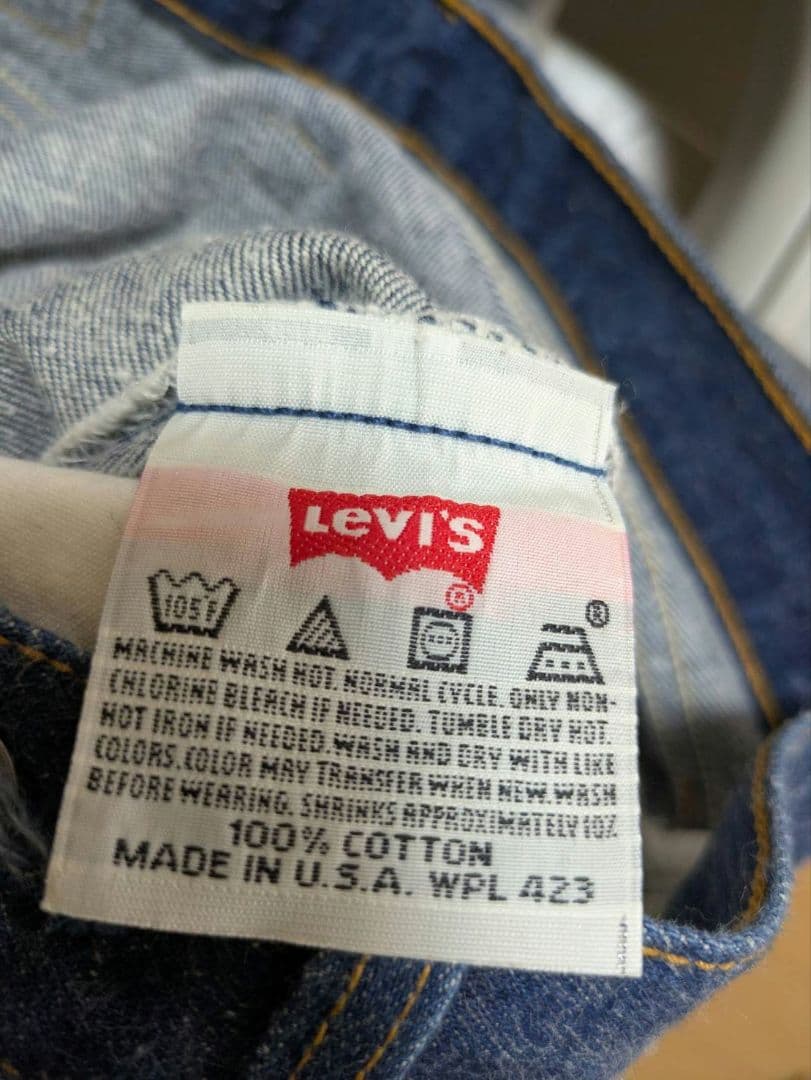 Levi's
®
105F
®
MACHINE WASH HOT. NORMAL CYCLE. ONLY NON-
CHLORINE BLEACH IF NEEDED. TUMBLE DRY HOT.
HOT IRON IF NEEDED. WASH AND DRY WITH LIKE
COLORS. COLOR MAY TRANSFER WHEN NEW. WASH
BEFORE WEARING. SHRINKS APPROXIMATELY 10%
100% COTTON
MADE IN U.S.A. WPL 423